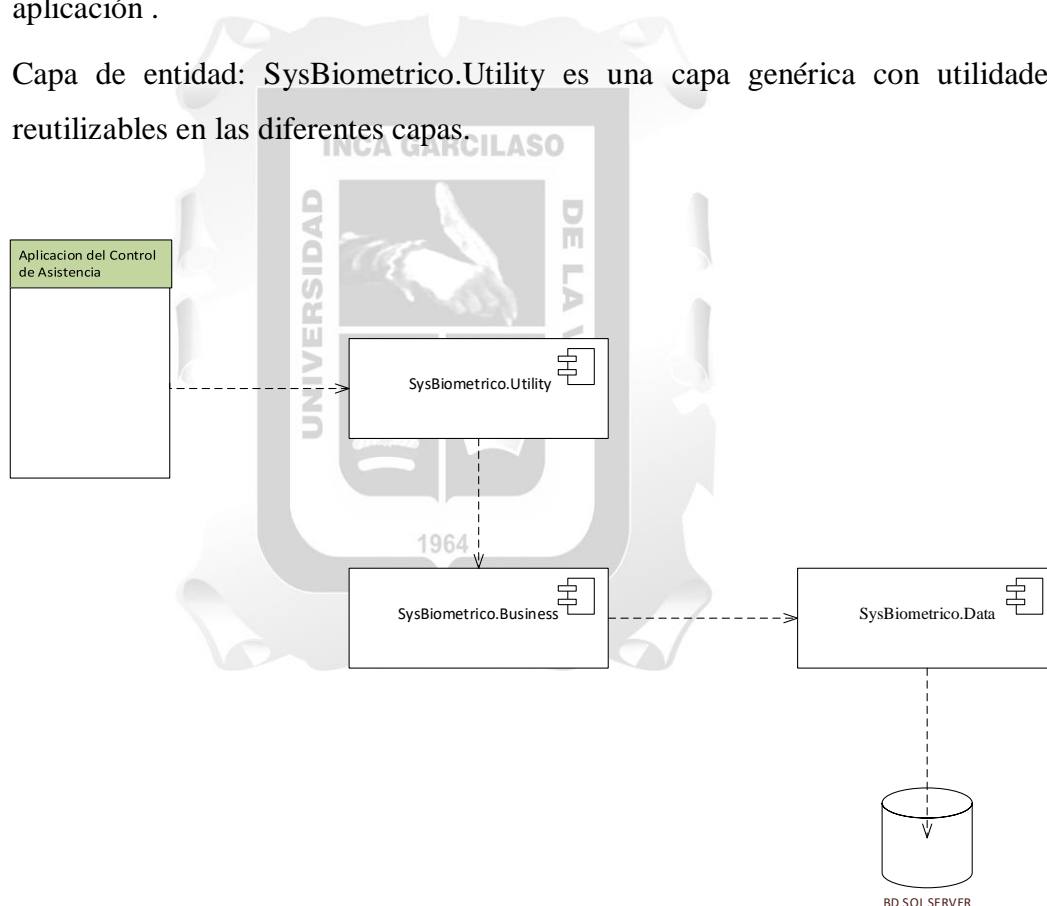 aplicación .
Capa de entidad: SysBiometrico.Utility es una capa genérica con utilidade
reutilizables en las diferentes capas.
INCA GARCILASO
UNIVERSIDAD
DE LA
Aplicacion del Control
de Asistencia
SysBiometrico.Utility
1964
SysBiometrico.Business
SysBiometrico.Data
BD SQL SERVER